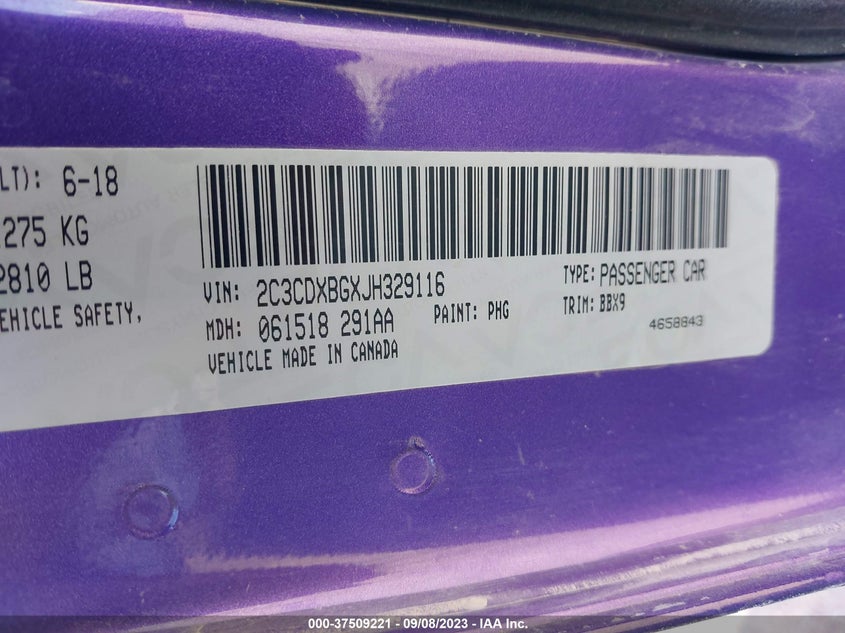 LT): 6-18
275 KG
2810 LB
EHICLE SAFETY,
VIN: 2C3CDXBGXJH329116
TYPE: PASSENGER CAR
MDH: 061518 291AA
PAINT: PHG
TRIM: BBX9
VEHICLE MADE IN CANADA
4658843
000-37509221 - 09/08/2023 - IAA Inc.